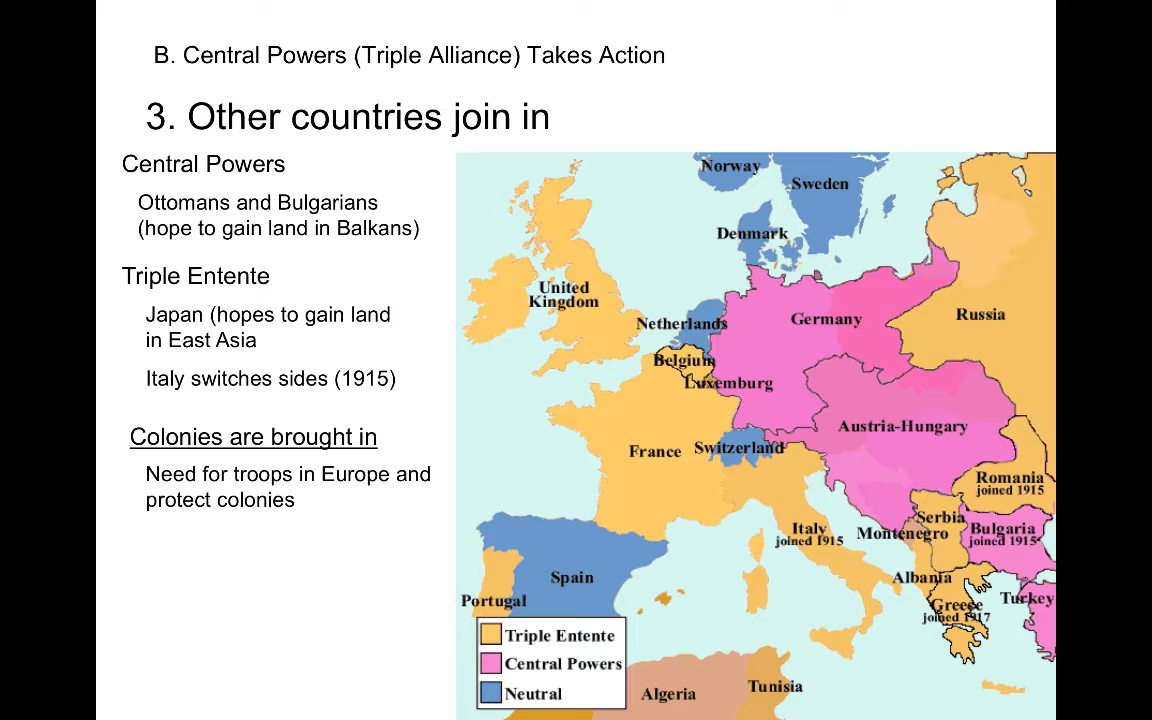 B. Central Powers (Triple Alliance) Takes Action
3. Other countries join in
Central Powers
Ottomans and Bulgarians
(hope to gain land in Balkans)
Triple Entente
Japan (hopes to gain land
in East Asia
Italy switches sides (1915)
Colonies are brought in
Need for troops in Europe and
protect colonies
Norway
Sweden
Denmark
United
Kingdom
Netherlands
Germany
Russia
Belgium
Luxemburg
Austria-Hungary
France
Switzerland
Romania
joined 1915
Serbia
Italy
joined 1915
Montenegro
Bulgaria
joined 1915
Spain
Albania
Portugal
Greece
joined 1917
Turkey
Triple Entente
Central Powers
Neutral
Algeria
Tunisia